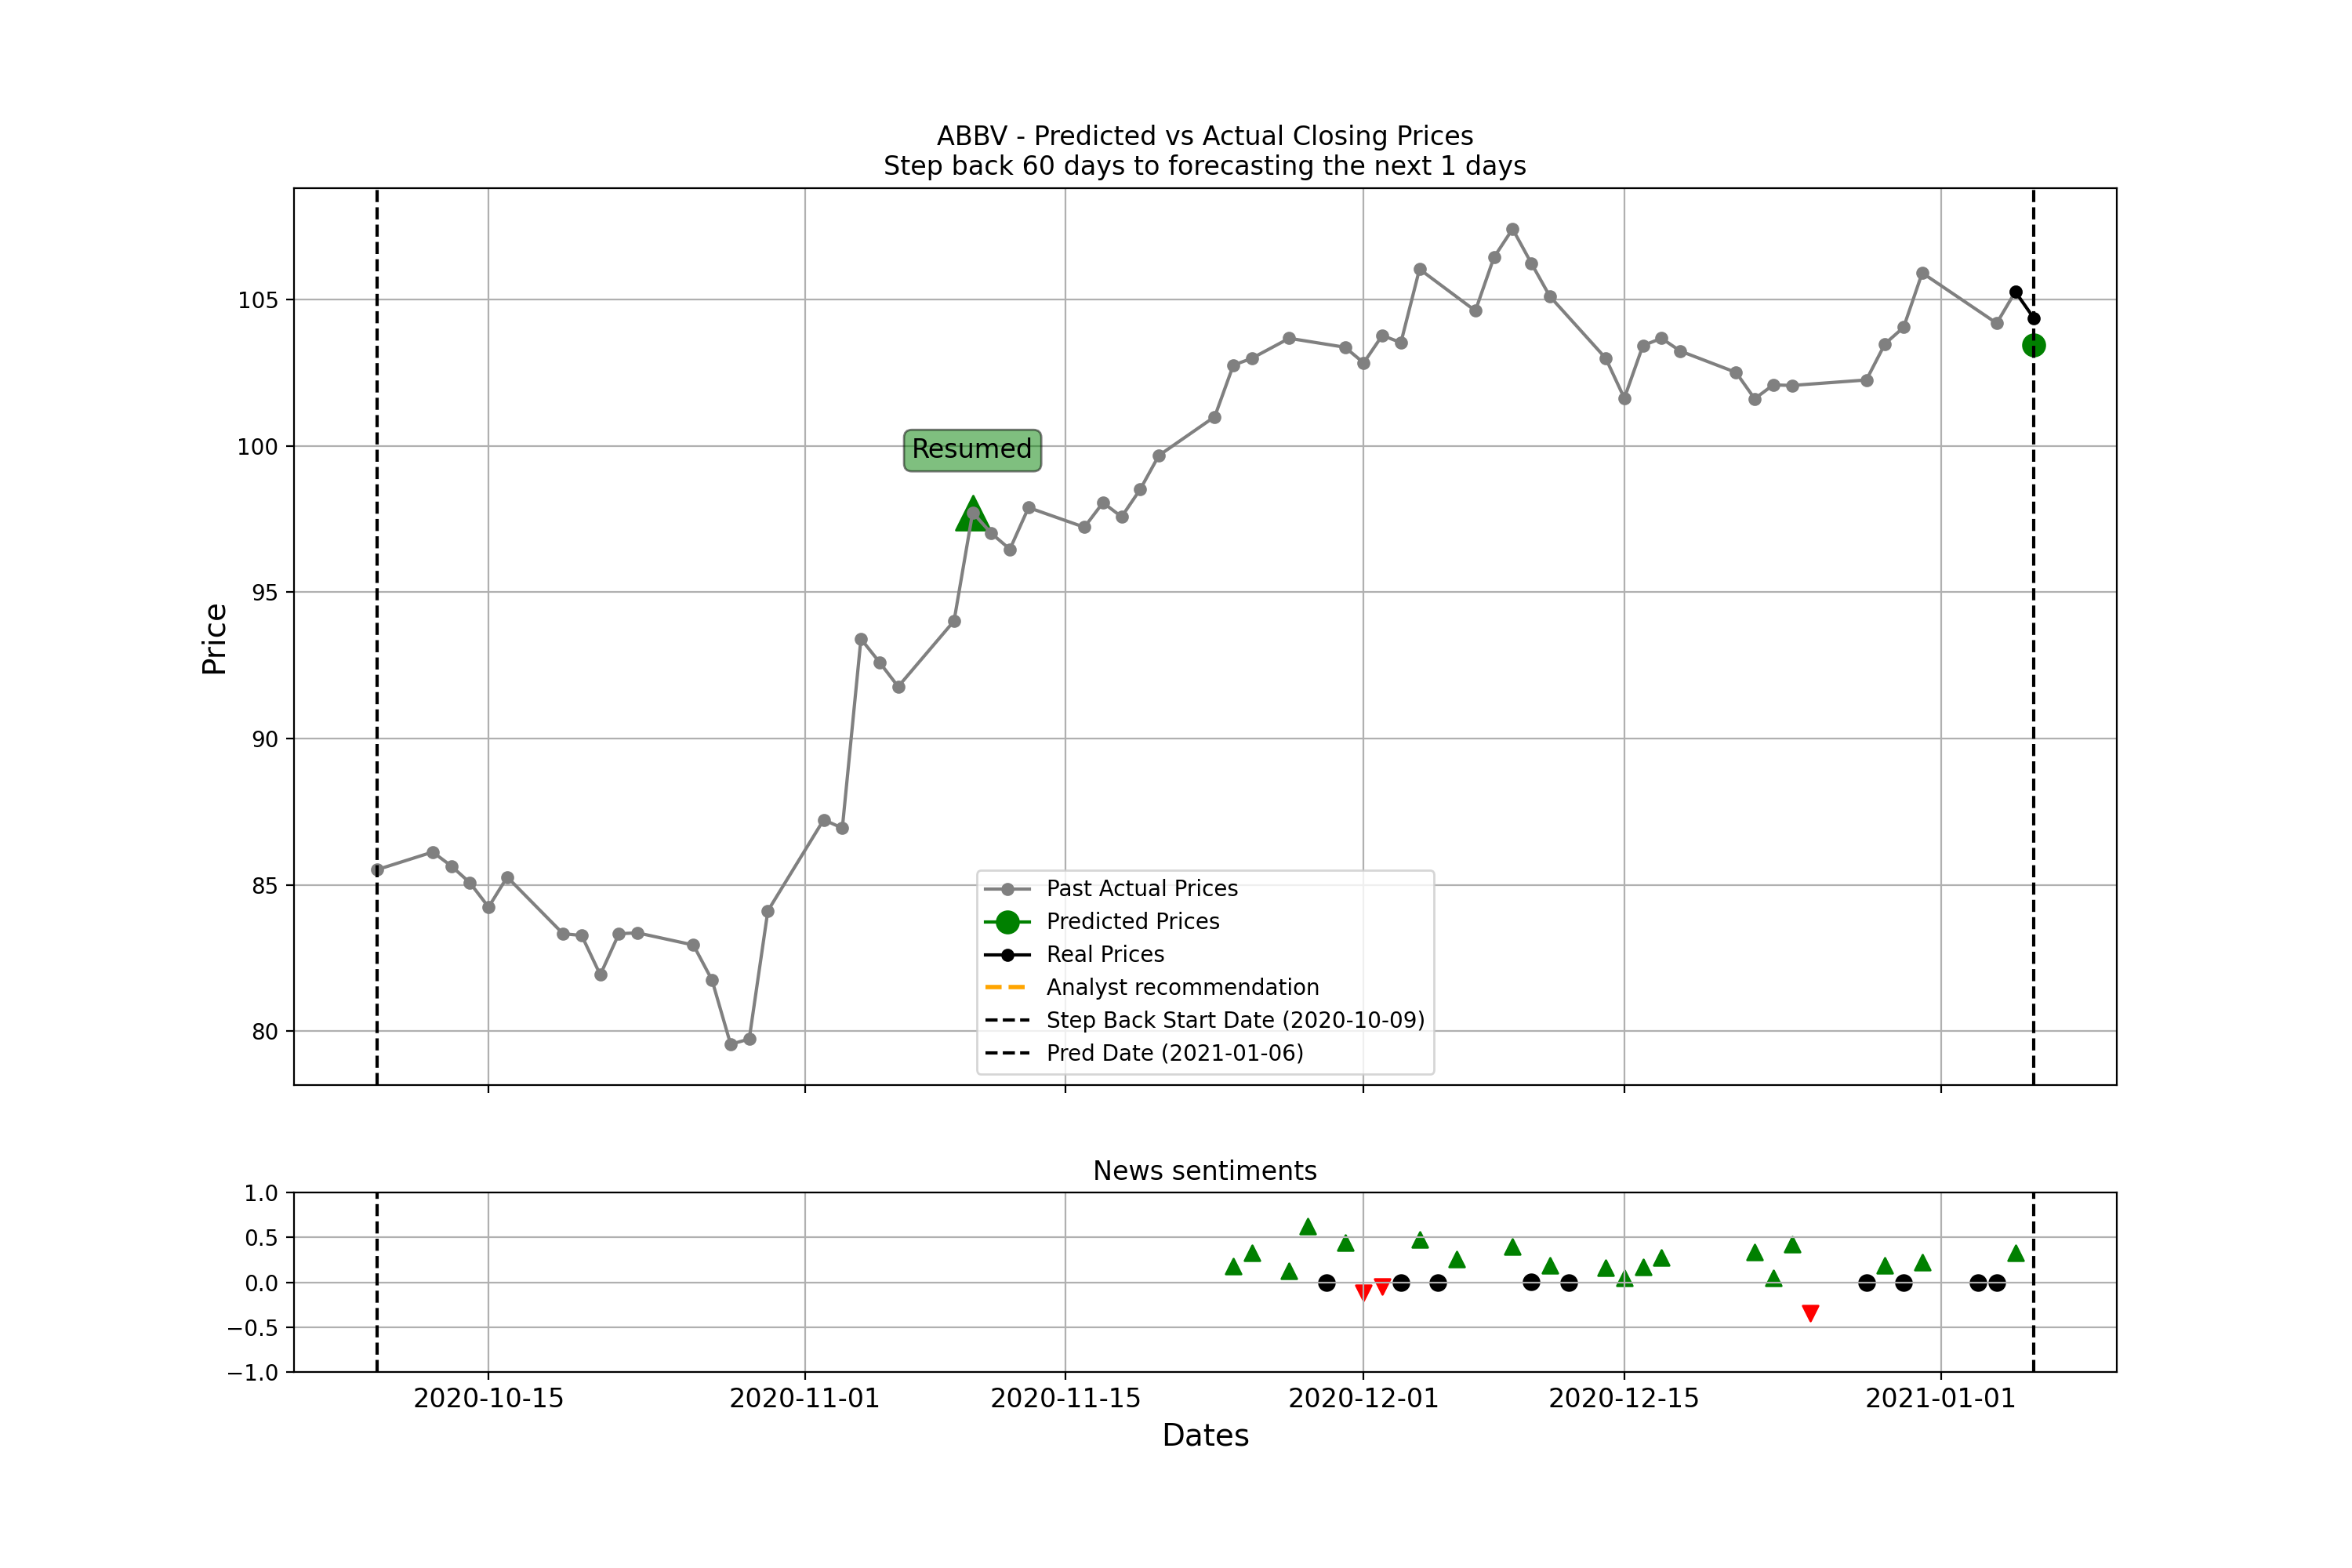 ABBV - Predicted vs Actual Closing Prices
Step back 60 days to forecasting the next 1 days
Price
105
100
95
90
85
80
Resumed
Past Actual Prices
Predicted Prices
Real Prices
Analyst recommendation
Step Back Start Date (2020-10-09)
Pred Date (2021-01-06)
News sentiments
1.0
0.5
0.0
−0.5
−1.0
2020-10-15 2020-11-01 2020-11-15 2020-12-01 2020-12-15 2021-01-01
Dates